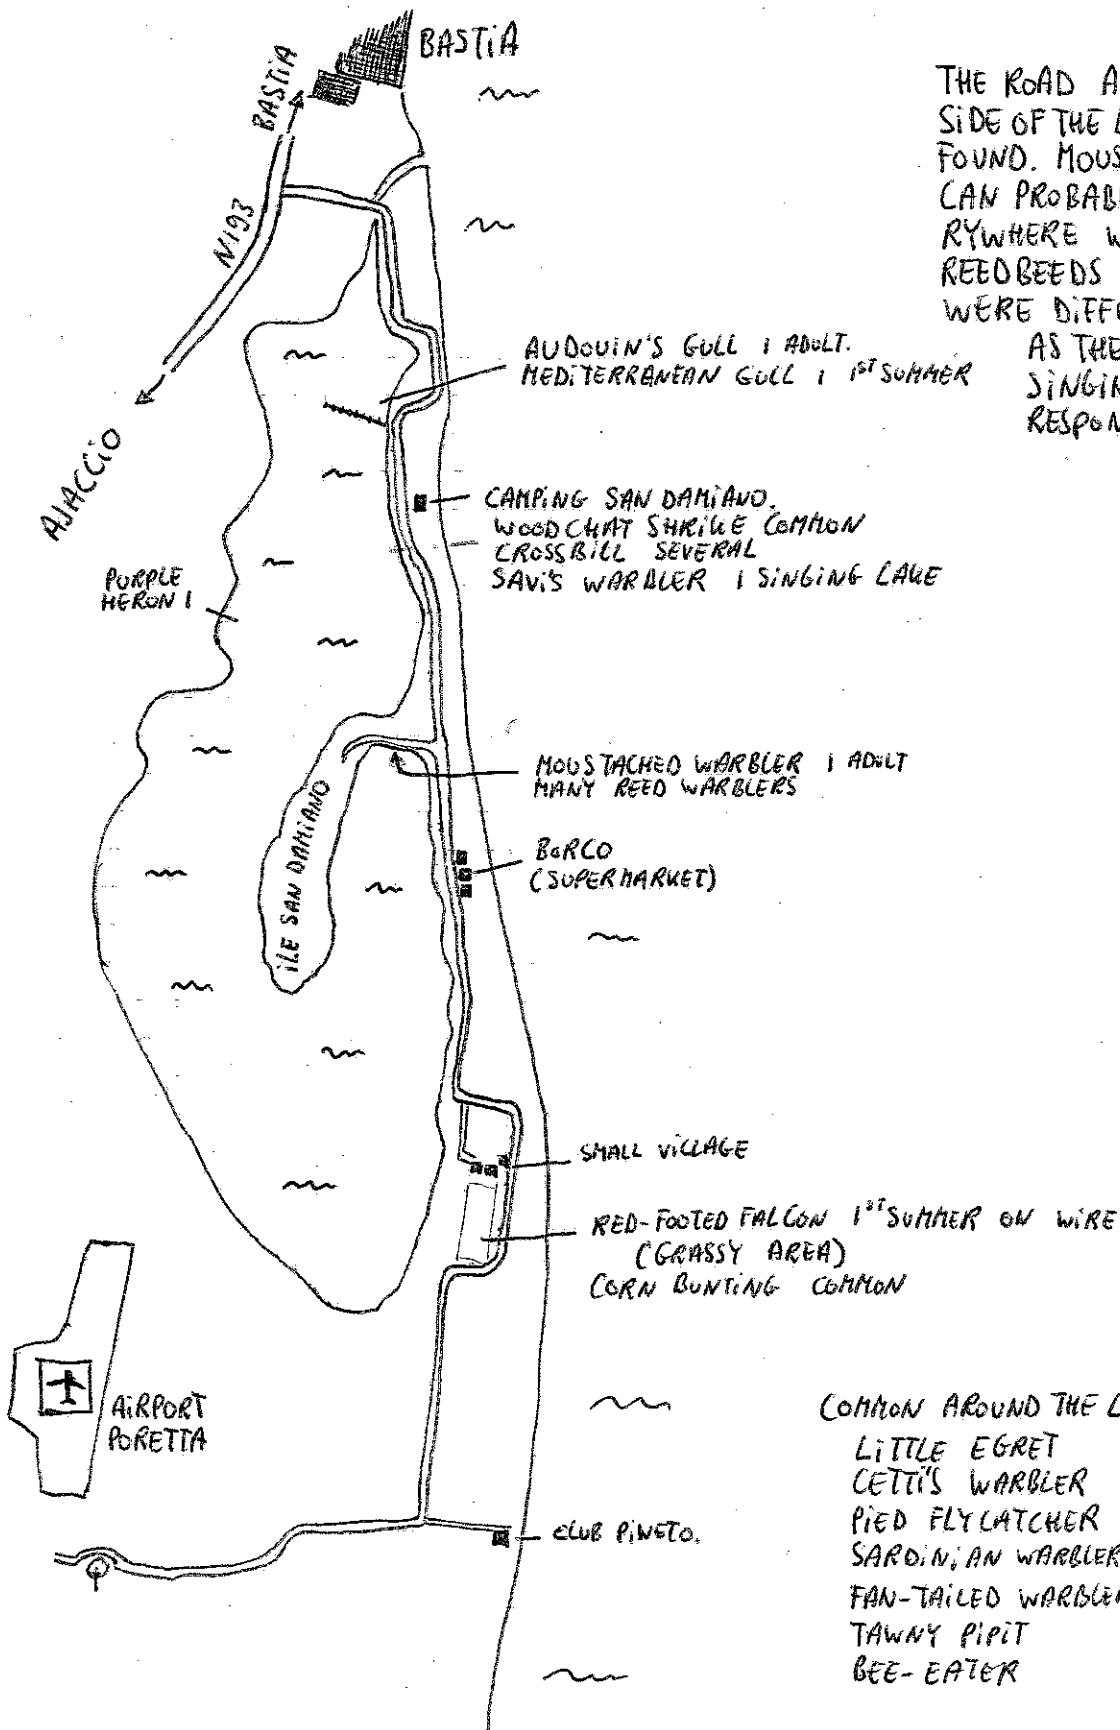 BASTIA
BASTIA
N193
AJACCIO
THE ROAD A
SIDE OF THE
FOUND. MOUS
CAN PROBAB
RYWHERE W
REEDBEEDS
WERE DIFFE
AS THE
SINGIN
RESPON
AUDOUIN'S GULL 1 ADULT.
MEDITERRANEAN GULL 1 1ST SUMMER
CAMPING SAN DAMIANO.
WOODCHAT SHRIKE COMMON
CROSSBILL SEVERAL
SAVI'S WARBLER 1 SINGING LAKE
PURPLE
HERON 1
MOUSTACHED WARBLER 1 ADULT
MANY REED WARBLERS
ILE SAN DAMIANO
BORCO
(SUPERMARKET)
SMALL VILLAGE
RED-FOOTED FALCON 1ST SUMMER ON WIRE
(GRASSY AREA)
CORN BUNTING COMMON
AIRPORT
PORETTA
CLUB PINETO.
COMMON AROUND THE L
LITTLE EGRET
CETTI'S WARBLER
PIED FLYCATCHER
SARDINIAN WARBLER
FAN-TAILED WARBLER
TAWNY PIPIT
BEE-EATER